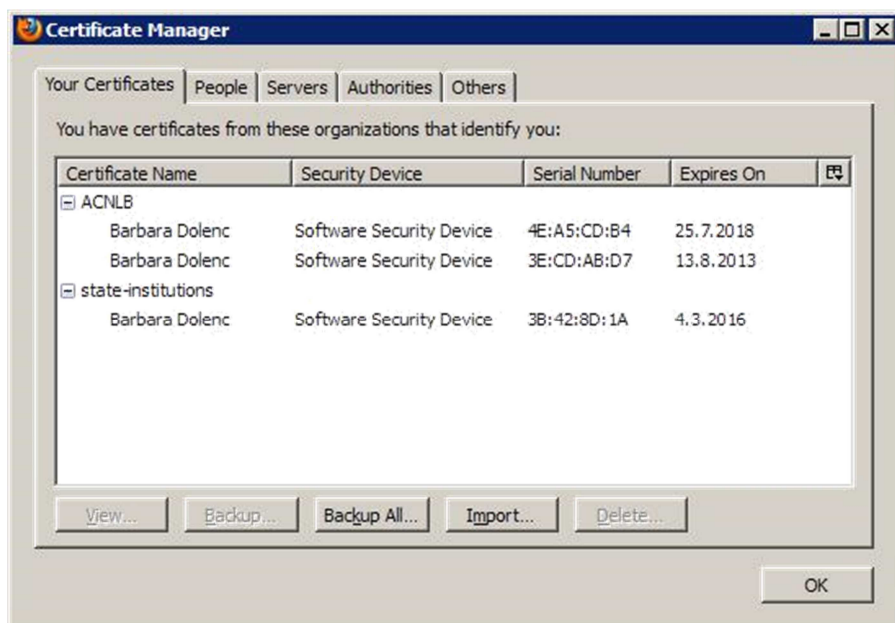 Certificate Manager
Your Certificates People Servers Authorities Others
You have certificates from these organizations that identify you:
Certificate Name Security Device Serial Number Expires On
ACNLB
Barbara Dolenc Software Security Device 4E:A5:CD:B4 25.7.2018
Barbara Dolenc Software Security Device 3E:CD:AB:D7 13.8.2013
state-institutions
Barbara Dolenc Software Security Device 3B:42:8D:1A 4.3.2016
View... Backup... Backup All... Import... Delete...
OK